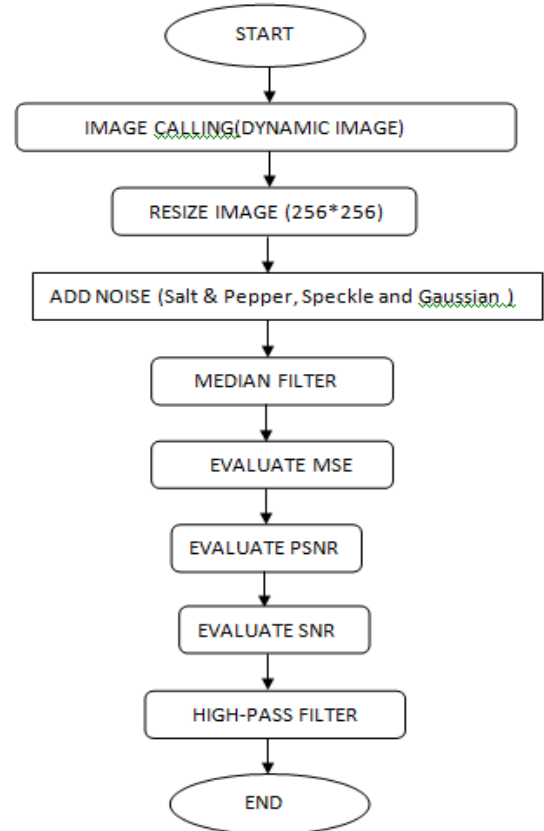 START
IMAGE CALLING(DYNAMIC IMAGE)
RESIZE IMAGE (256*256)
ADD NOISE (Salt & Pepper, Speckle and Gaussian )
MEDIAN FILTER
EVALUATE MSE
EVALUATE PSNR
EVALUATE SNR
HIGH-PASS FILTER
END